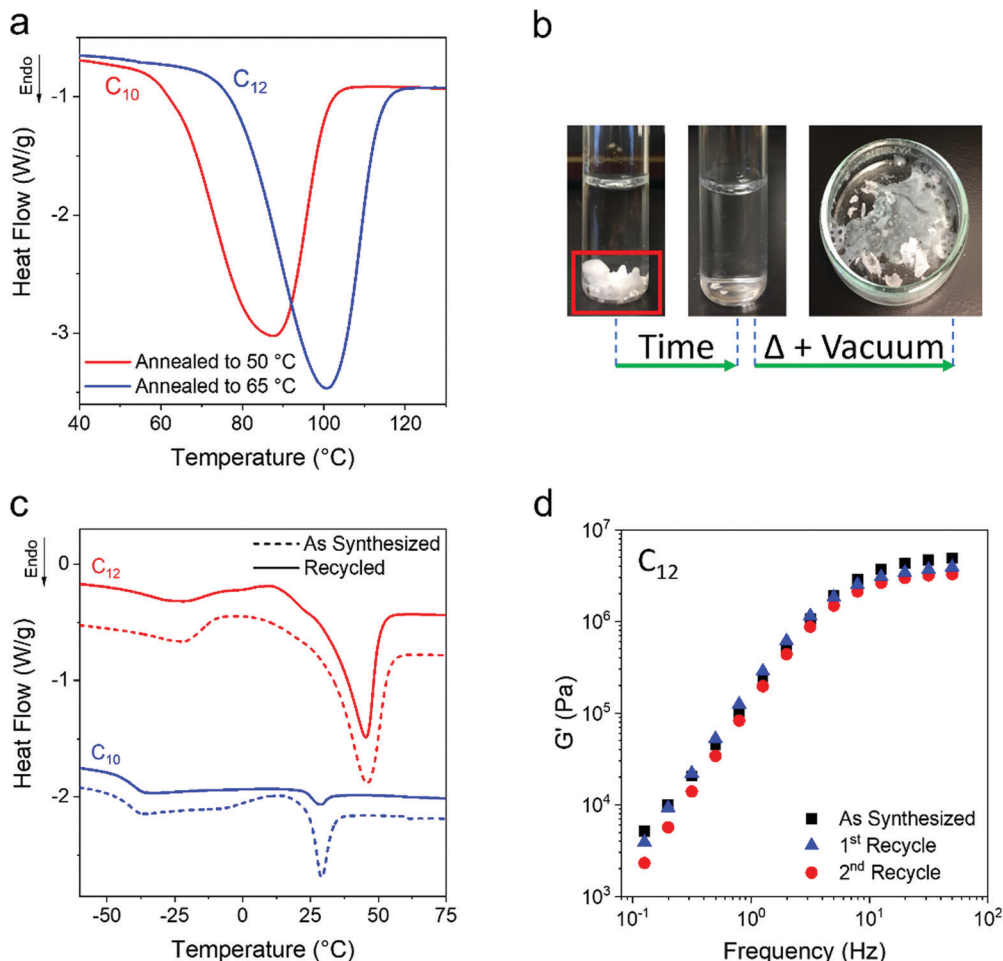 a
Endo
Heat Flow (W/g)
-1
-2
-3
C10
C12
Annealed to 50 °C
Annealed to 65 °C
40 60 80 100 120
Temperature (°C)
b
Time
Δ + Vacuum
c
Endo
Heat Flow (W/g)
0
-1
-2
C12
C10
As Synthesized
Recycled
-50 -25 0 25 50 75
Temperature (°C)
d
C12
G' (Pa)
10^7
10^6
10^5
10^4
10^3
As Synthesized
1st Recycle
2nd Recycle
10^-1 10^0 10^1 10^2
Frequency (Hz)